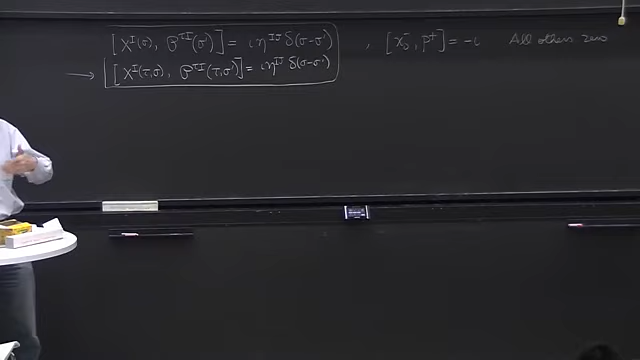 [X^I(σ), 𝒫^{τJ}(σ')] = iη^{IJ} δ(σ-σ') , [x_0^-, p^+] = -i All others zero
→ [X^I(τ,σ), 𝒫^{τJ}(τ,σ')] = iη^{IJ} δ(σ-σ')